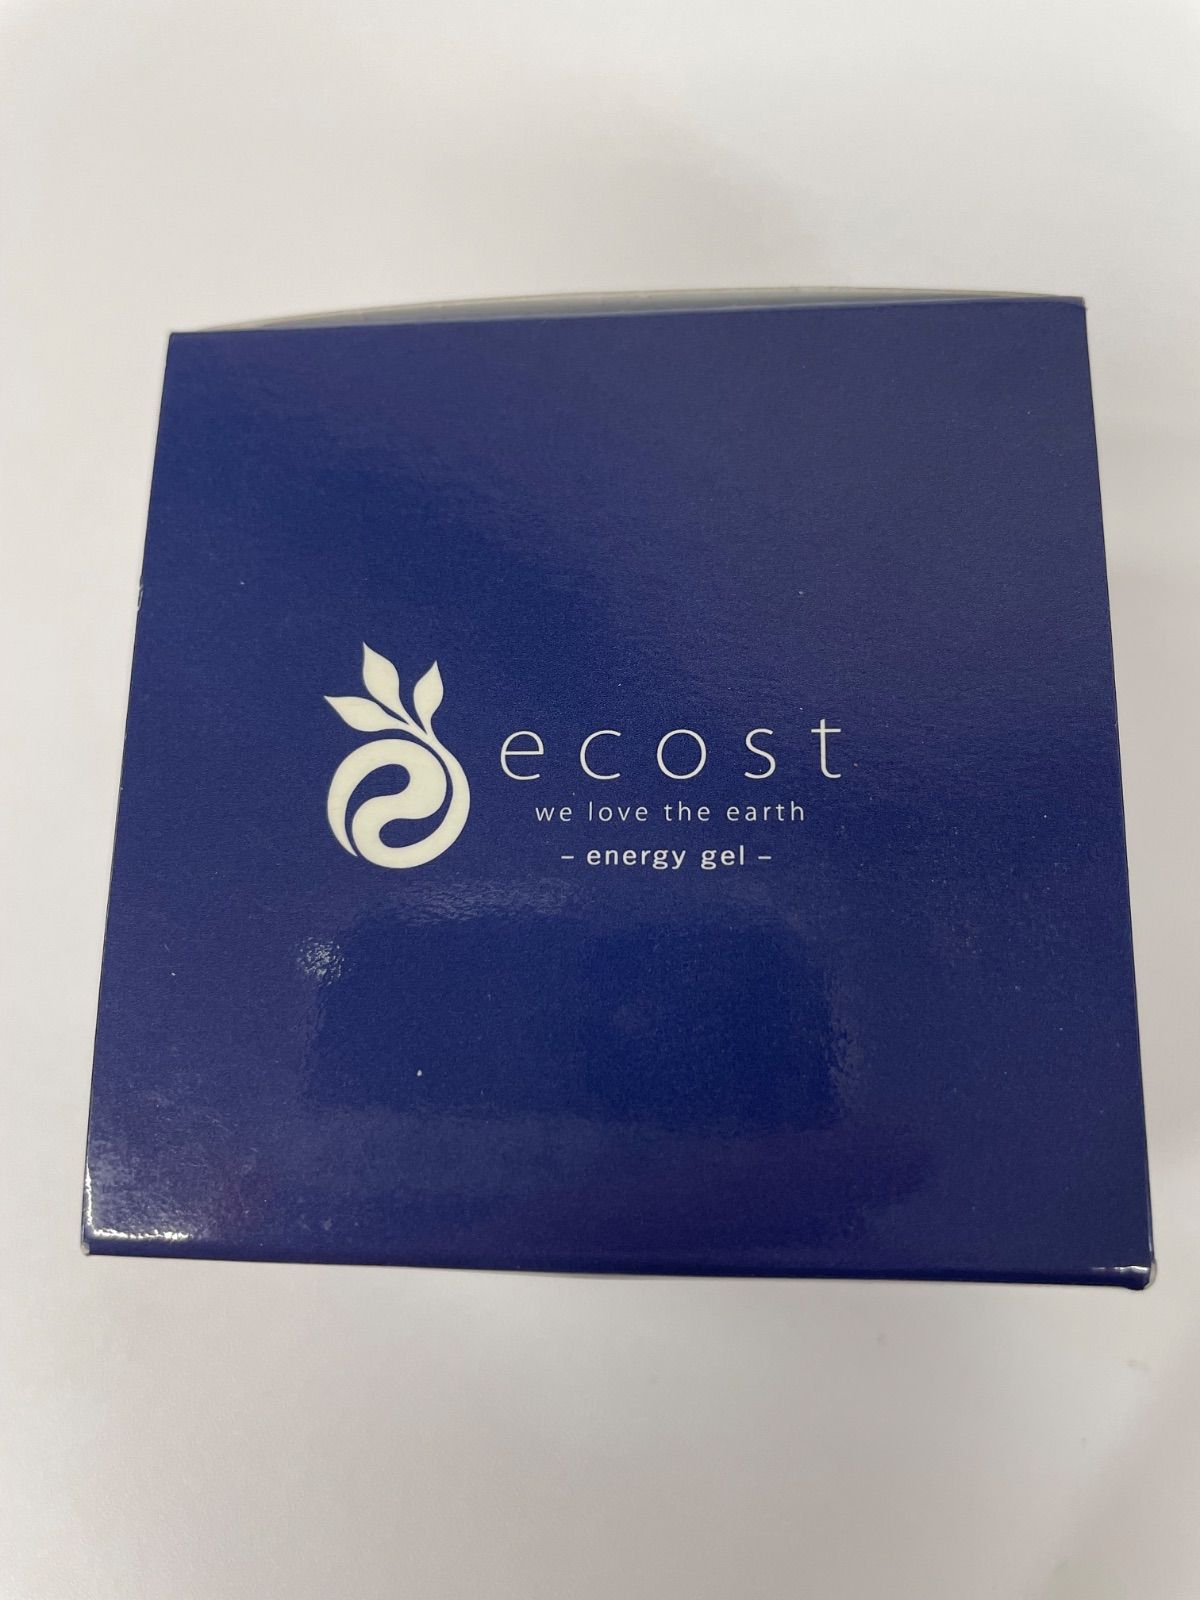 ecost
we love the earth
– energy gel –